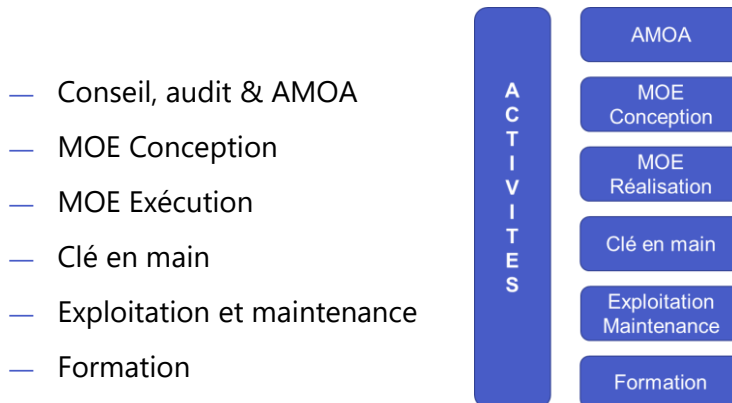 — Conseil, audit & AMOA
— MOE Conception
— MOE Exécution
— Clé en main
— Exploitation et maintenance
— Formation
ACTIVITES
AMOA
MOE
Conception
MOE
Réalisation
Clé en main
Exploitation
Maintenance
Formation